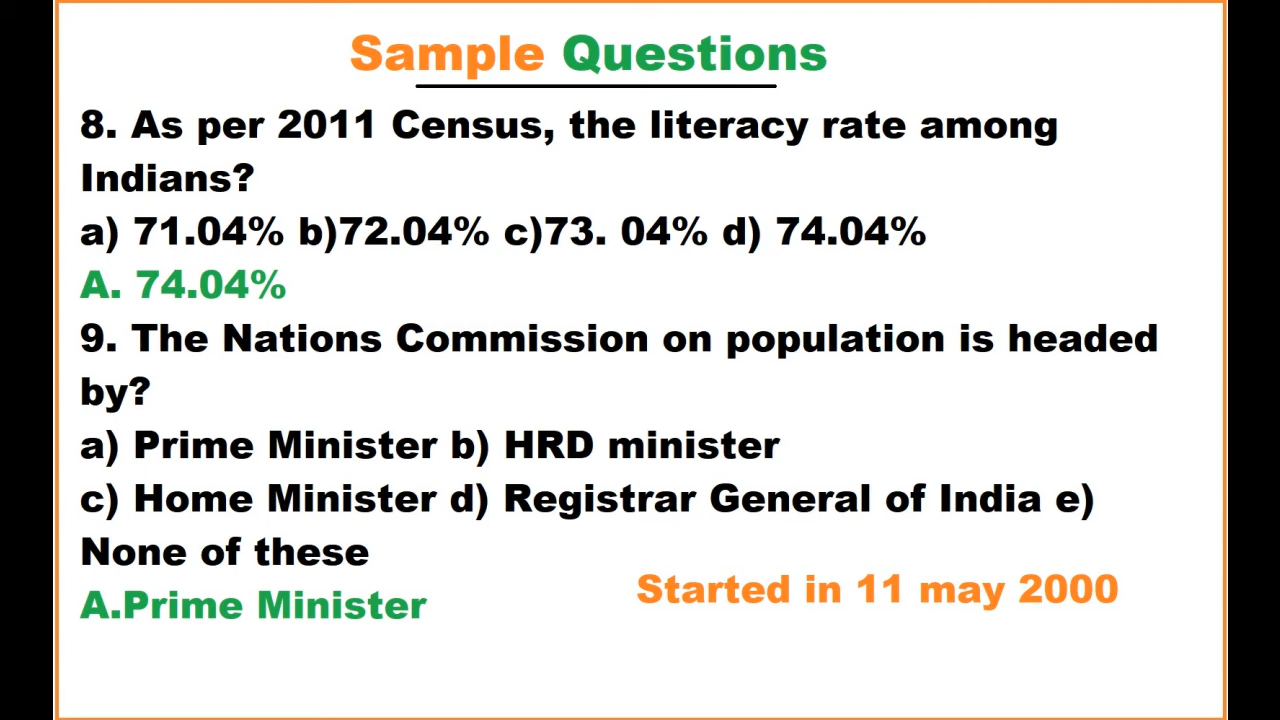 Sample Questions
8. As per 2011 Census, the literacy rate among
Indians?
a) 71.04% b)72.04% c)73. 04% d) 74.04%
A. 74.04%
9. The Nations Commission on population is headed
by?
a) Prime Minister b) HRD minister
c) Home Minister d) Registrar General of India e)
None of these
A.Prime Minister
Started in 11 may 2000